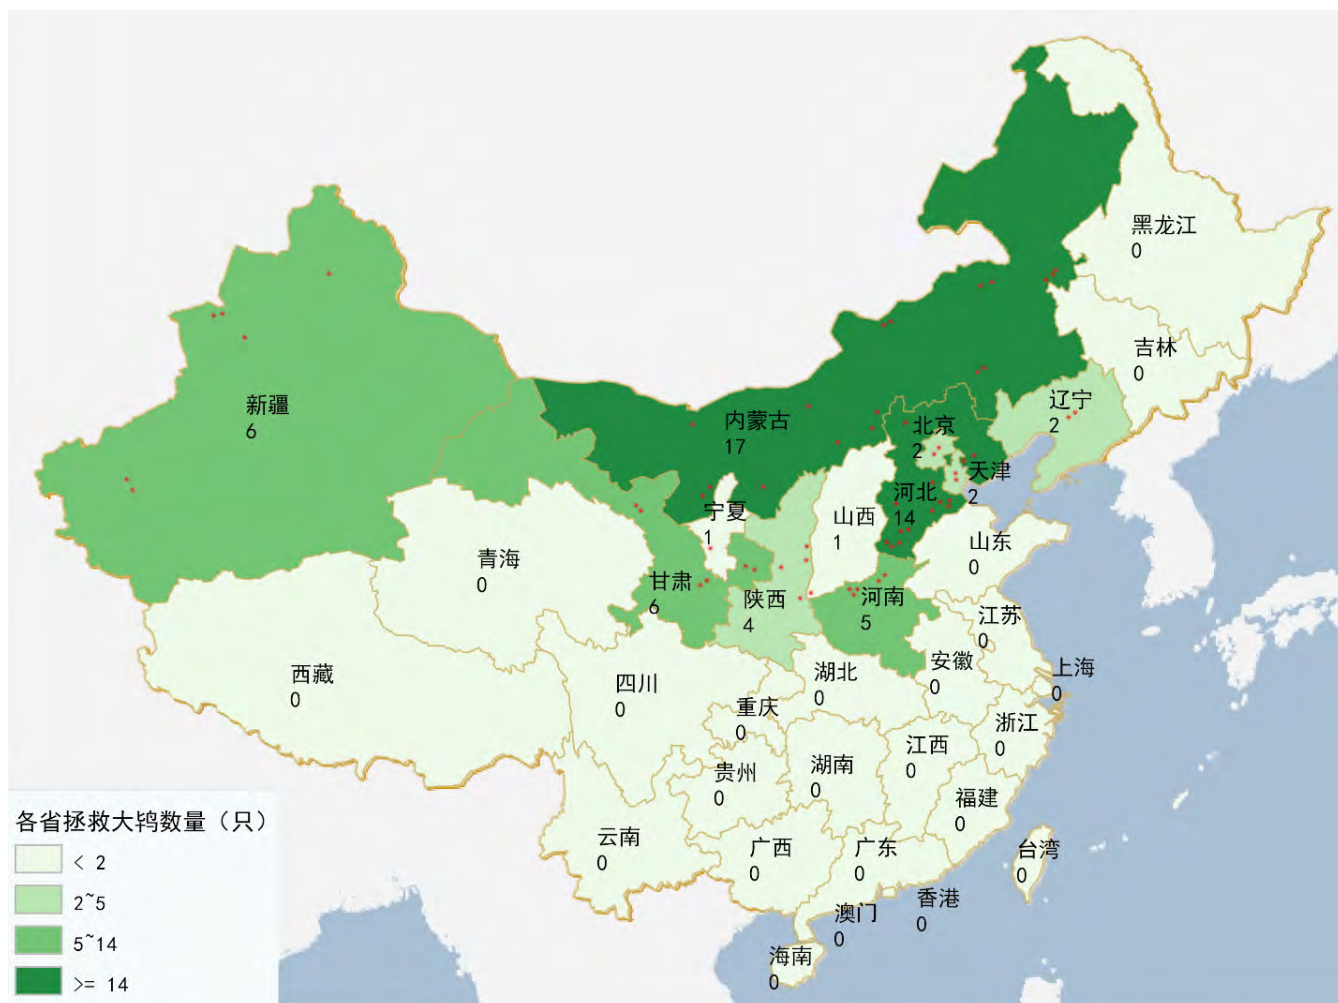 黑龙江
0
吉林
0
新疆
6
内蒙古
17
辽宁
2
北京
2
天津
2
河北
14
宁夏
1
山西
1
山东
0
青海
0
甘肃
6
陕西
4
河南
5
江苏
0
西藏
0
四川
0
湖北
0
安徽
0
上海
0
重庆
0
浙江
0
江西
0
贵州
0
湖南
0
福建
0
云南
0
广西
0
广东
0
台湾
0
香港
0
澳门
0
海南
0
各省拯救大鸨数量（只）
< 2
2~5
5~14
>= 14